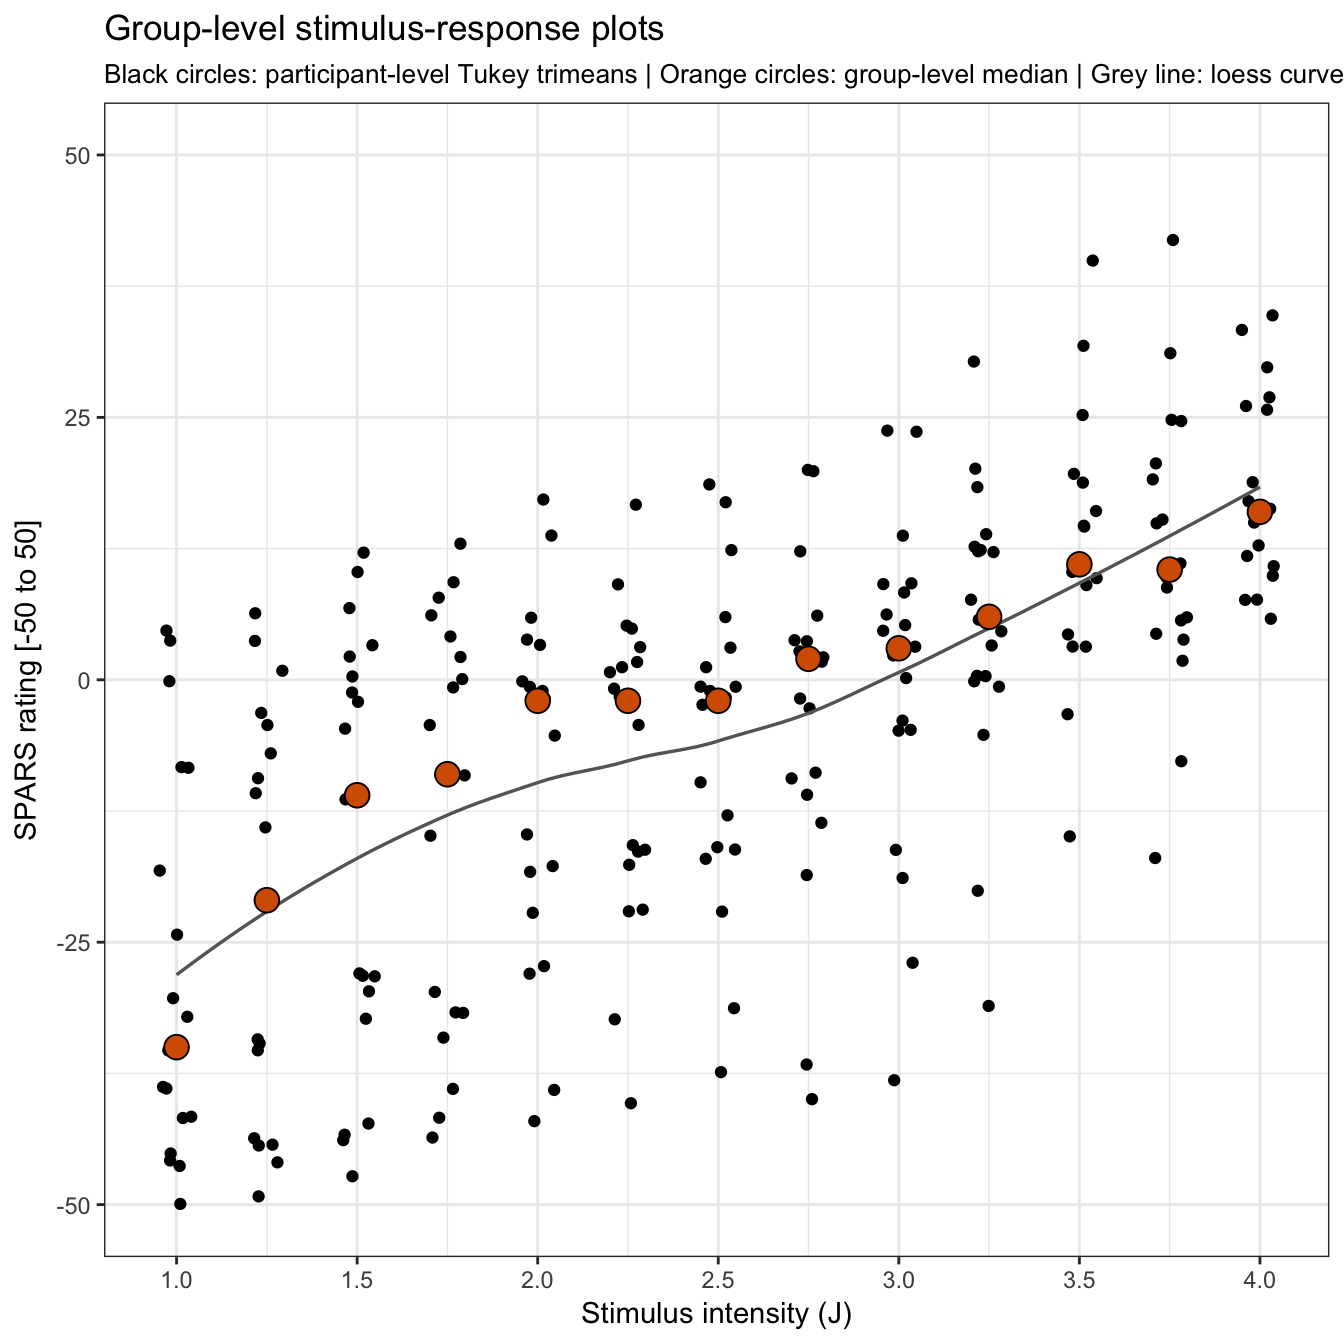 Group-level stimulus-response plots
Black circles: participant-level Tukey trimeans | Orange circles: group-level median | Grey line: loess curve
50
25
0
-25
-50
SPARS rating [-50 to 50]
1.0 1.5 2.0 2.5 3.0 3.5 4.0
Stimulus intensity (J)